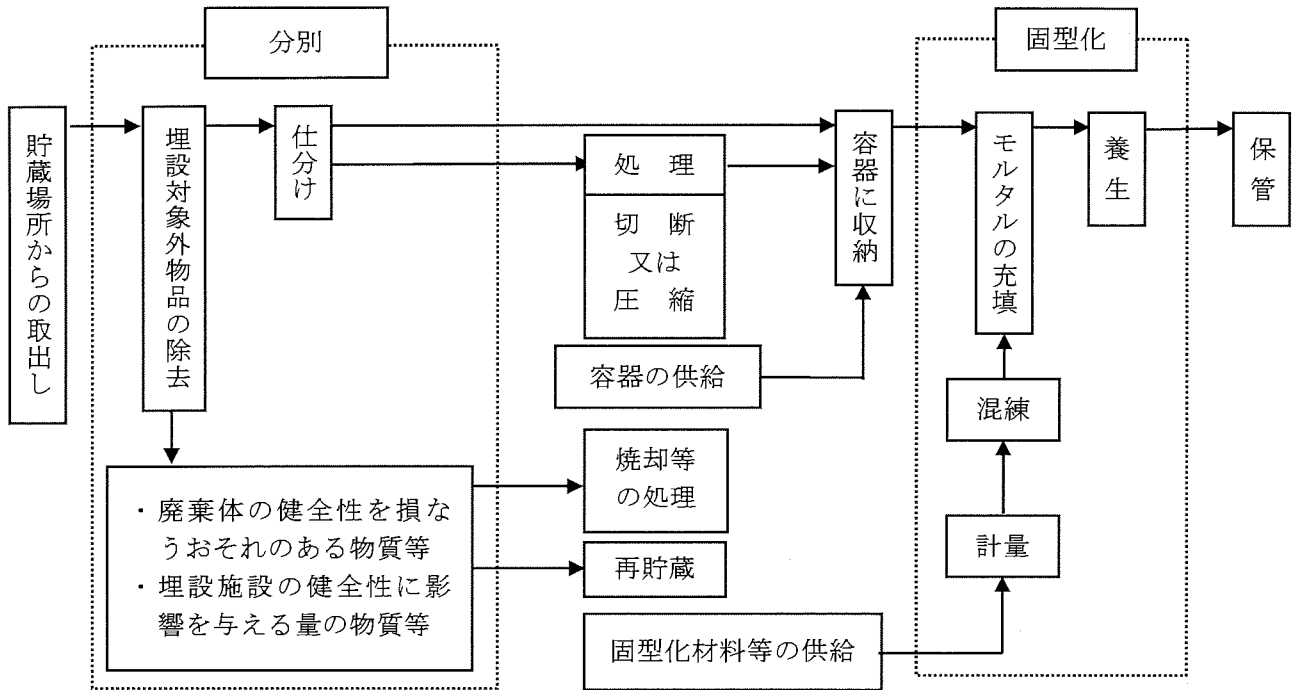 分別
固型化
貯蔵場所からの取出し
埋設対象外物品の除去
仕分け
処 理
切 断
又は
圧 縮
容器に収納
モルタルの充填
養生
保管
容器の供給
混練
焼却等
の処理
・廃棄体の健全性を損な
うおそれのある物質等
・埋設施設の健全性に影
響を与える量の物質等
計量
再貯蔵
固型化材料等の供給